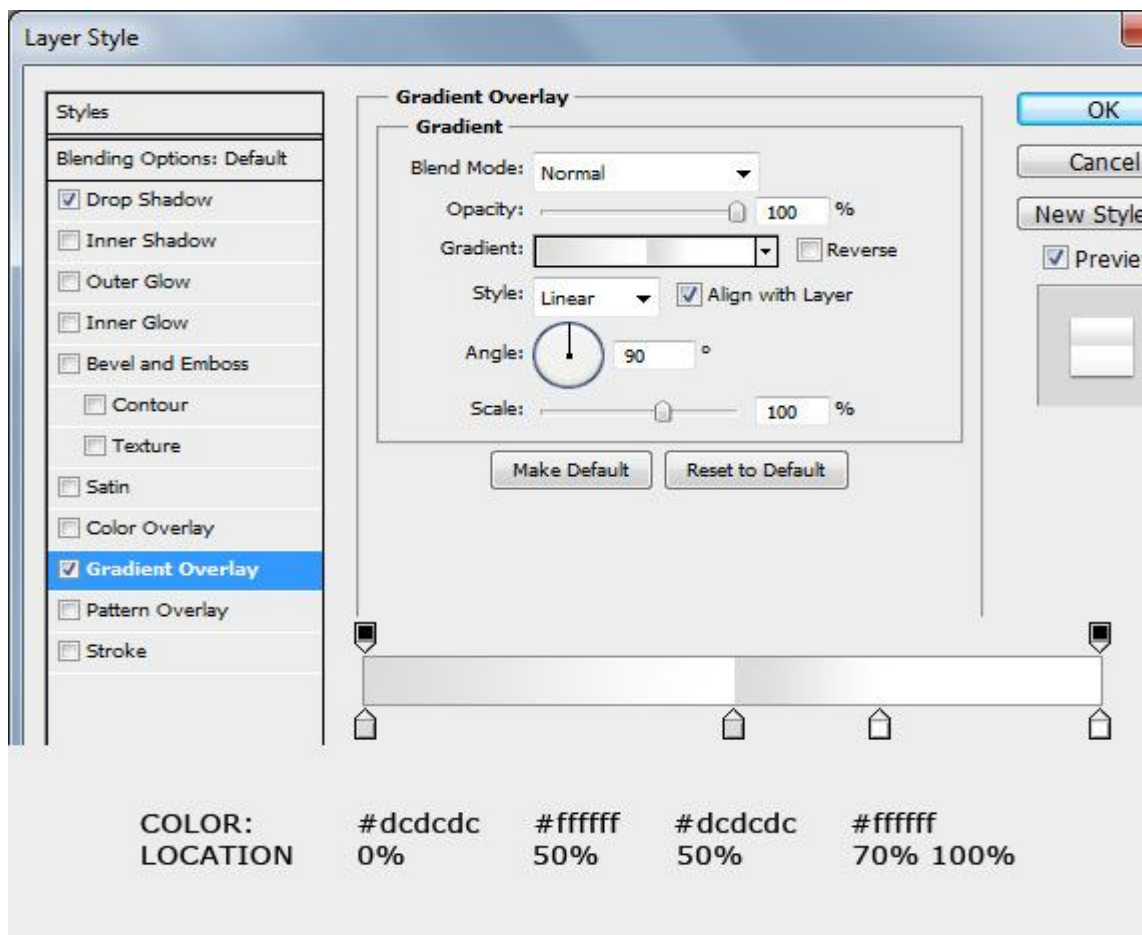 Layer Style
Styles
Blending Options: Default
Drop Shadow
Inner Shadow
Outer Glow
Inner Glow
Bevel and Emboss
Contour
Texture
Satin
Color Overlay
Gradient Overlay
Pattern Overlay
Stroke
Gradient Overlay
Gradient
Blend Mode: Normal
Opacity: 100 %
Gradient: Reverse
Style: Linear Align with Layer
Angle: 90 °
Scale: 100 %
Make Default Reset to Default
OK
Cancel
New Style
Previe
COLOR: #dcdcdc #ffffff #dcdcdc #ffffff
LOCATION 0% 50% 50% 70% 100%